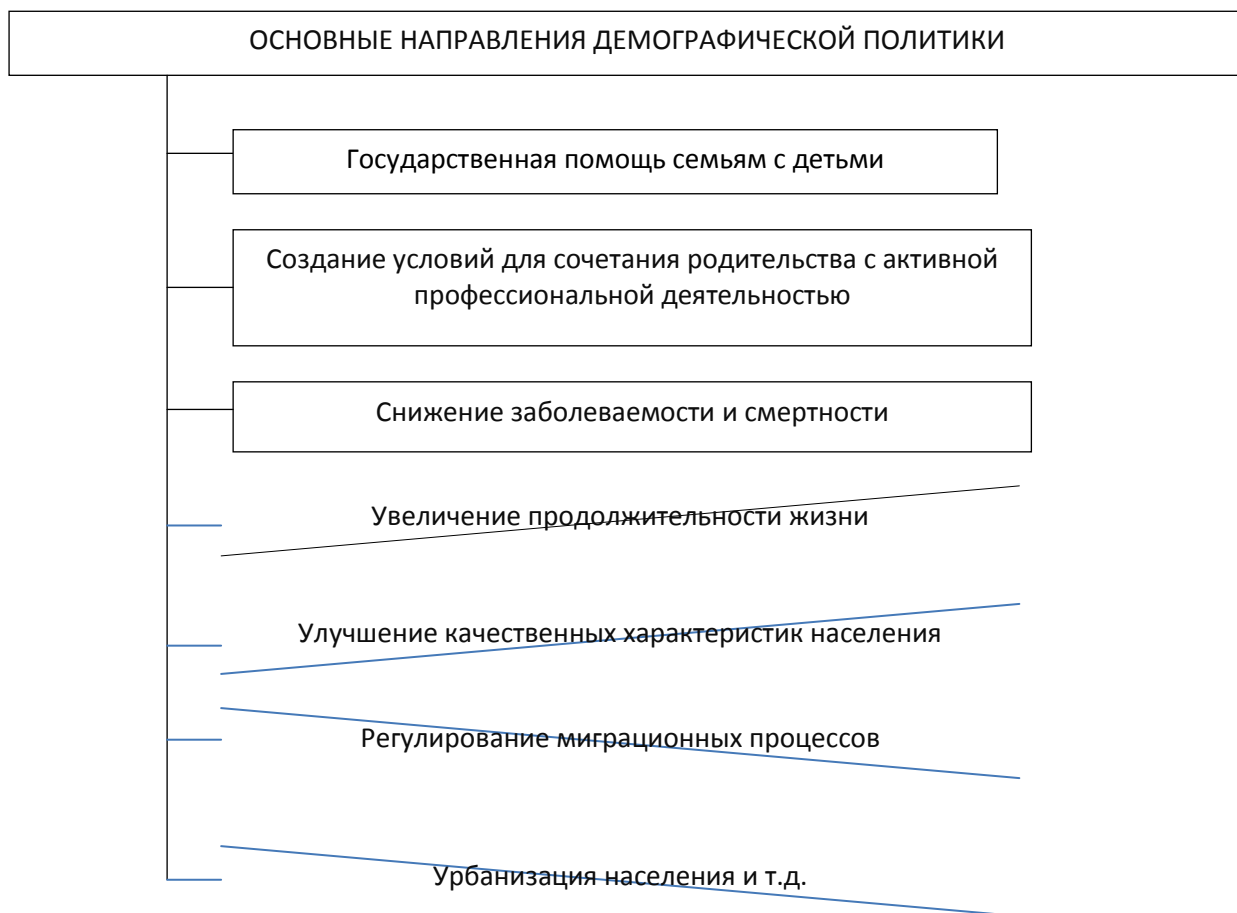 ОСНОВНЫЕ НАПРАВЛЕНИЯ ДЕМОГРАФИЧЕСКОЙ ПОЛИТИКИ
Государственная помощь семьям с детьми
Создание условий для сочетания родительства с активной
профессиональной деятельностью
Снижение заболеваемости и смертности
Увеличение продолжительности жизни
Улучшение качественных характеристик населения
Регулирование миграционных процессов
Урбанизация населения и т.д.